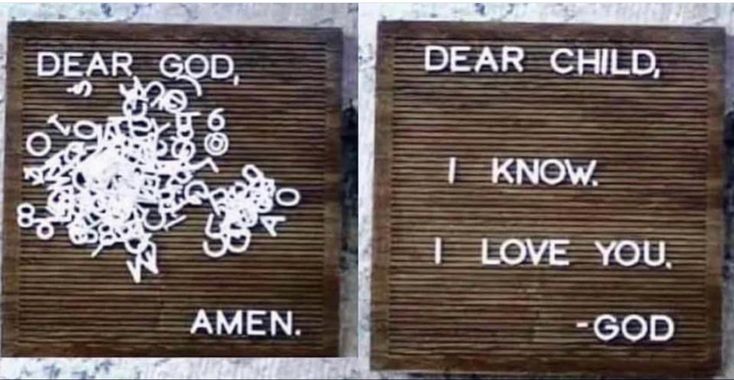 DEAR GOD,
AMEN.
DEAR CHILD,
I KNOW.
I LOVE YOU.
-GOD